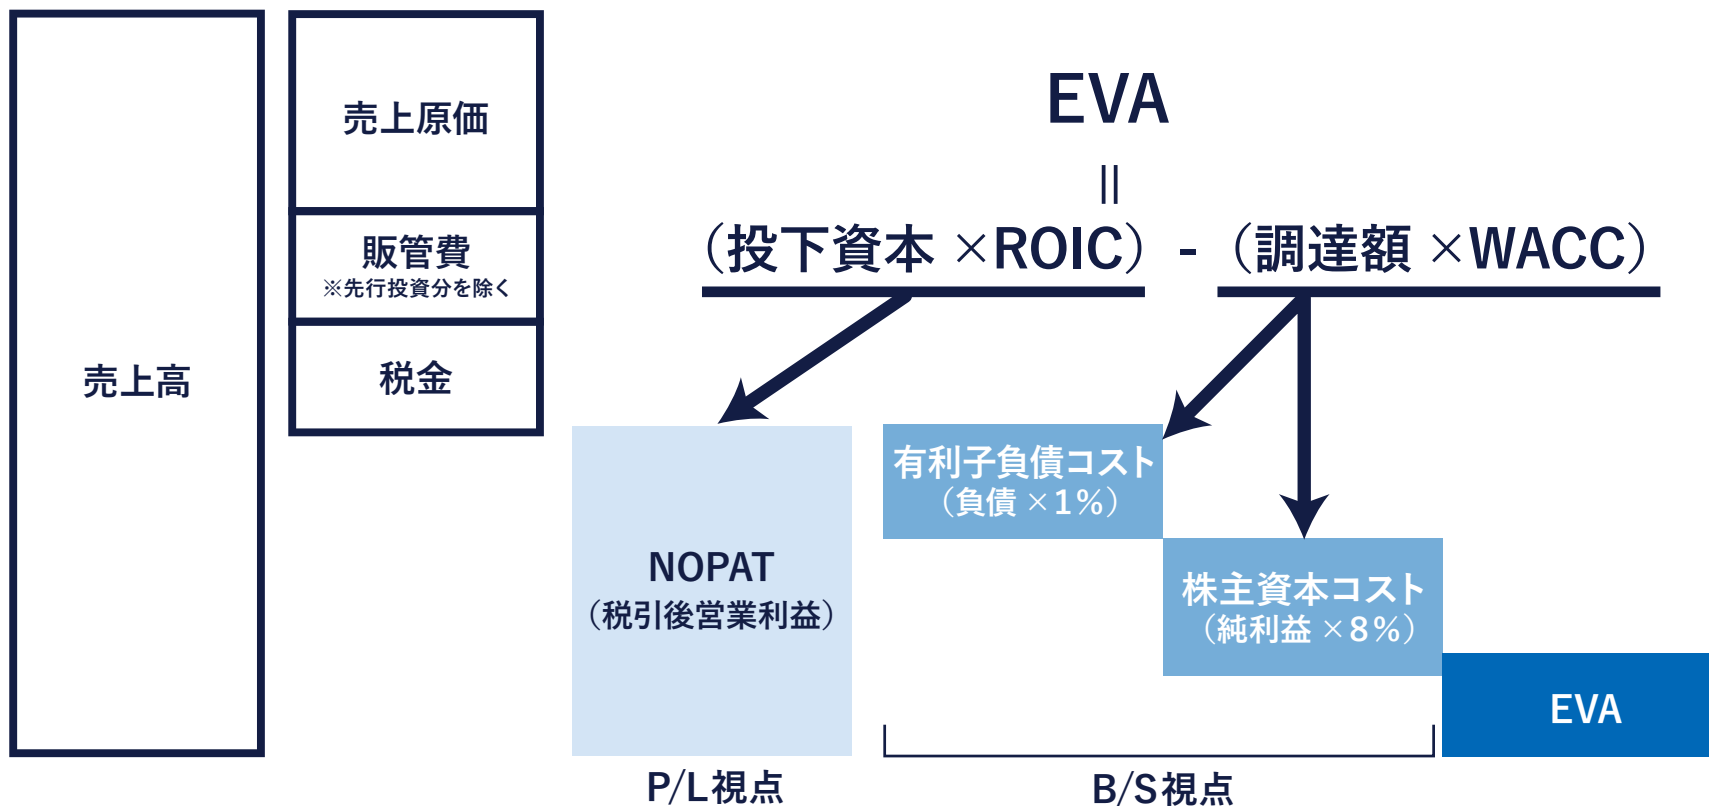 売上高
売上原価
販管費
※先行投資分を除く
税金
EVA
=
（投下資本 ×ROIC） - （調達額 ×WACC）
NOPAT
（税引後営業利益）
有利子負債コスト
（負債 ×1%）
株主資本コスト
（純利益 ×8%）
EVA
P/L視点
B/S視点